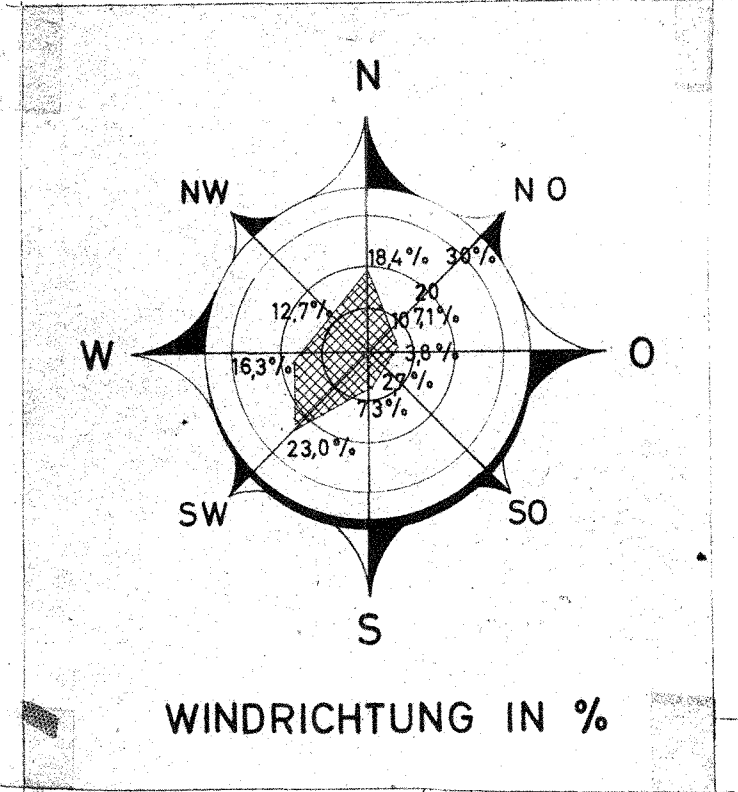 N
NW
N O
18,4%
30%
20
12,7%
10
7,1%
W
O
3,8%
16,3%
2,7%
7,3%
23,0%
SW
SO
S
WINDRICHTUNG IN %